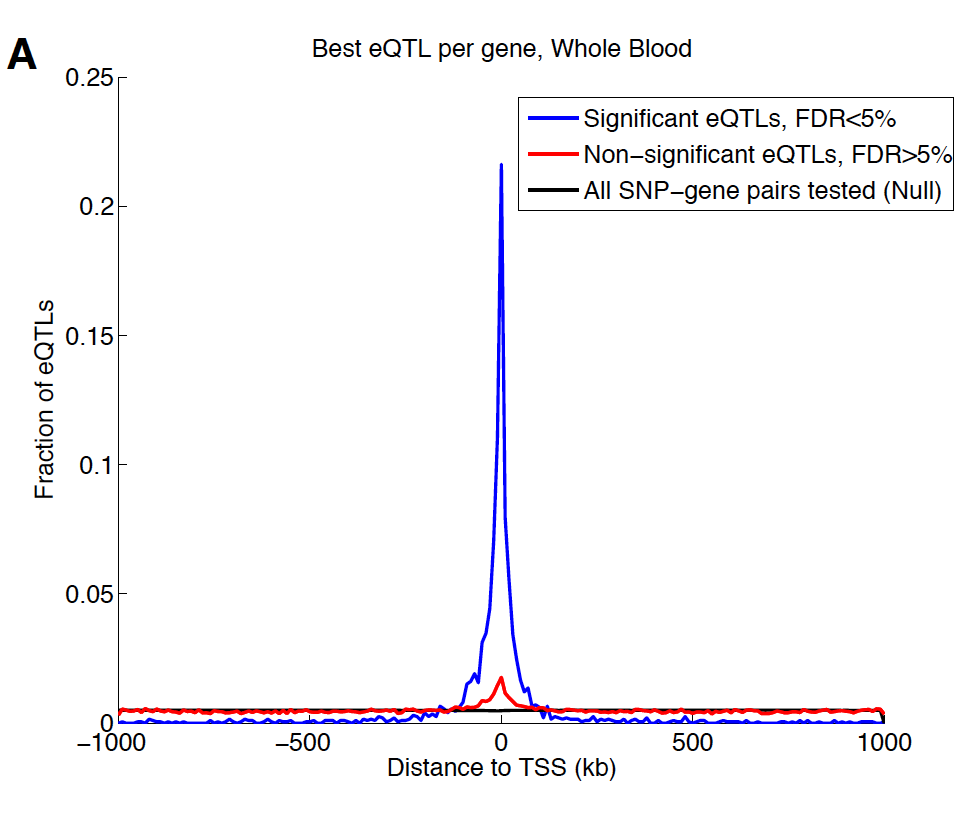 A
Best eQTL per gene, Whole Blood
0.25
0.2
0.15
0.1
0.05
0
Fraction of eQTLs
Significant eQTLs, FDR<5%
Non−significant eQTLs, FDR>5%
All SNP−gene pairs tested (Null)
−1000
−500
0
500
1000
Distance to TSS (kb)